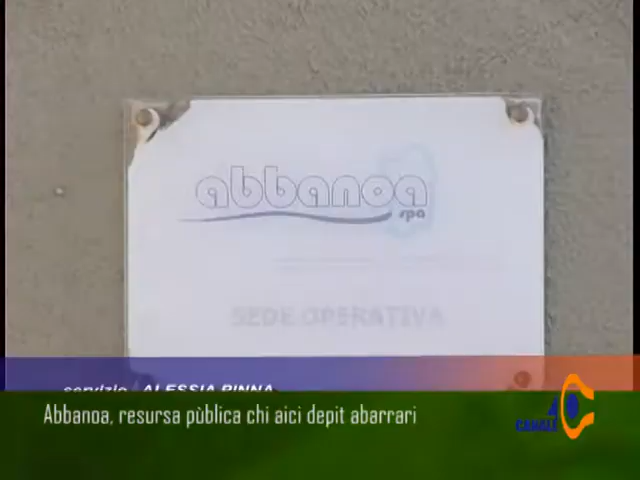 abbanoa
spa
SEDE OPERATIVA
servizio ALESSIA PINNA
Abbanoa, resursa pùblica chi aici depit abarrari
CANALE 40